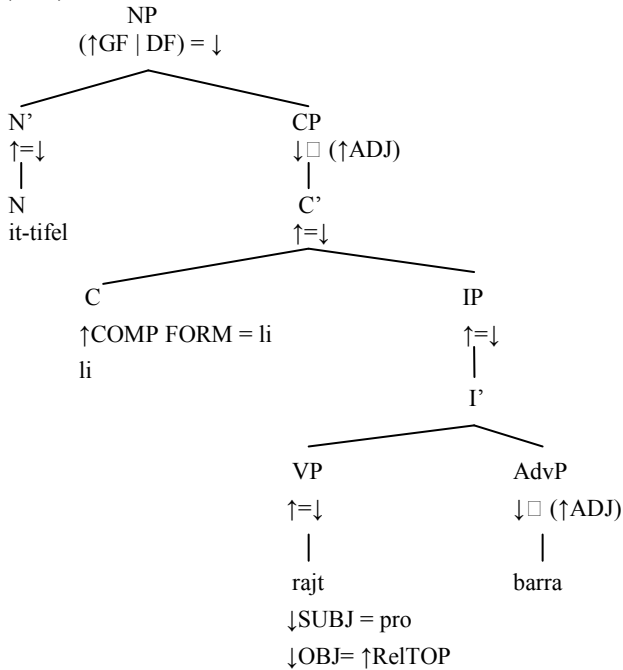 NP
(↑GF | DF) = ↓
N’ CP
↑=↓ ↓□ (↑ADJ)
N C’
it-tifel ↑=↓
C IP
↑COMP FORM = li ↑=↓
li
I’
VP AdvP
↑=↓ ↓□ (↑ADJ)
rajt barra
↓SUBJ = pro
↓OBJ= ↑RelTOP